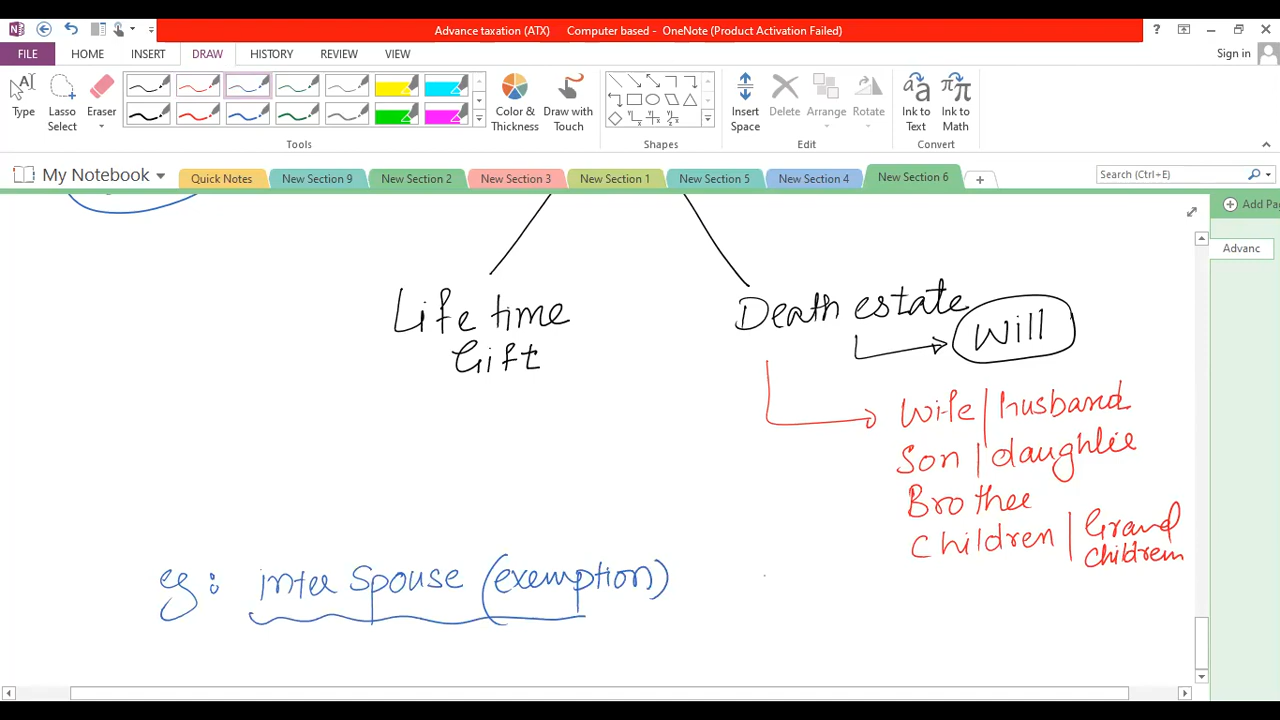 Advance taxation (ATX) Computer based - OneNote (Product Activation Failed)
Sign in
FILE HOME INSERT DRAW HISTORY REVIEW VIEW
Type
Lasso Select
Eraser
Color & Thickness
Draw with Touch
Insert Space
Delete
Arrange
Rotate
Ink to Text
Ink to Math
Tools
Shapes
Edit
Convert
My Notebook
Quick Notes New Section 9 New Section 2 New Section 3 New Section 1 New Section 5 New Section 4 New Section 6
Search (Ctrl+E)
Add Pag
Advanc
Life time
Gift
Death estate
Will
Wife | husband
Son | daughter
Brother
Children | Grand
children
eg: inter Spouse (exemption)